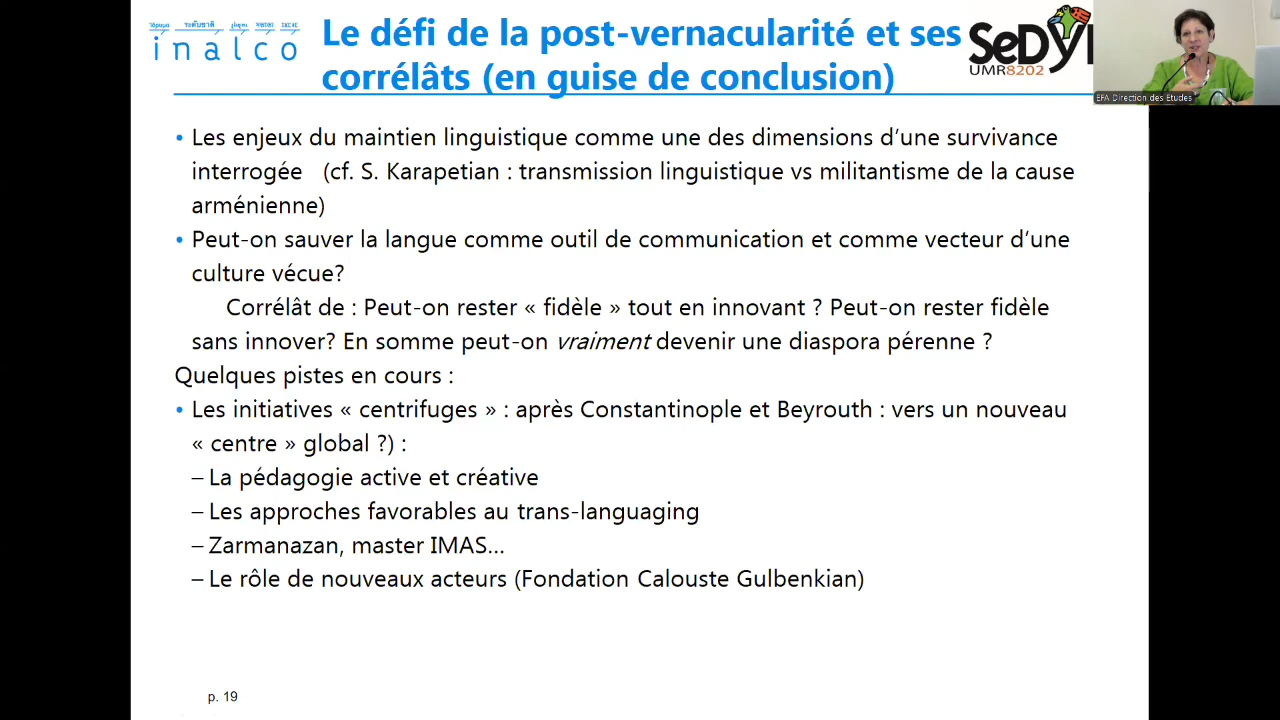 inalco
Le défi de la post-vernacularité et ses
corrélâts (en guise de conclusion)
UMR8202
EFA Direction des Etudes
• Les enjeux du maintien linguistique comme une des dimensions d’une survivance
interrogée (cf. S. Karapetian : transmission linguistique vs militantisme de la cause
arménienne)
• Peut-on sauver la langue comme outil de communication et comme vecteur d’une
culture vécue?
Corrélât de : Peut-on rester « fidèle » tout en innovant ? Peut-on rester fidèle
sans innover? En somme peut-on vraiment devenir une diaspora pérenne ?
Quelques pistes en cours :
• Les initiatives « centrifuges » : après Constantinople et Beyrouth : vers un nouveau
« centre » global ?) :
– La pédagogie active et créative
– Les approches favorables au trans-languaging
– Zarmanazan, master IMAS...
– Le rôle de nouveaux acteurs (Fondation Calouste Gulbenkian)
p. 19